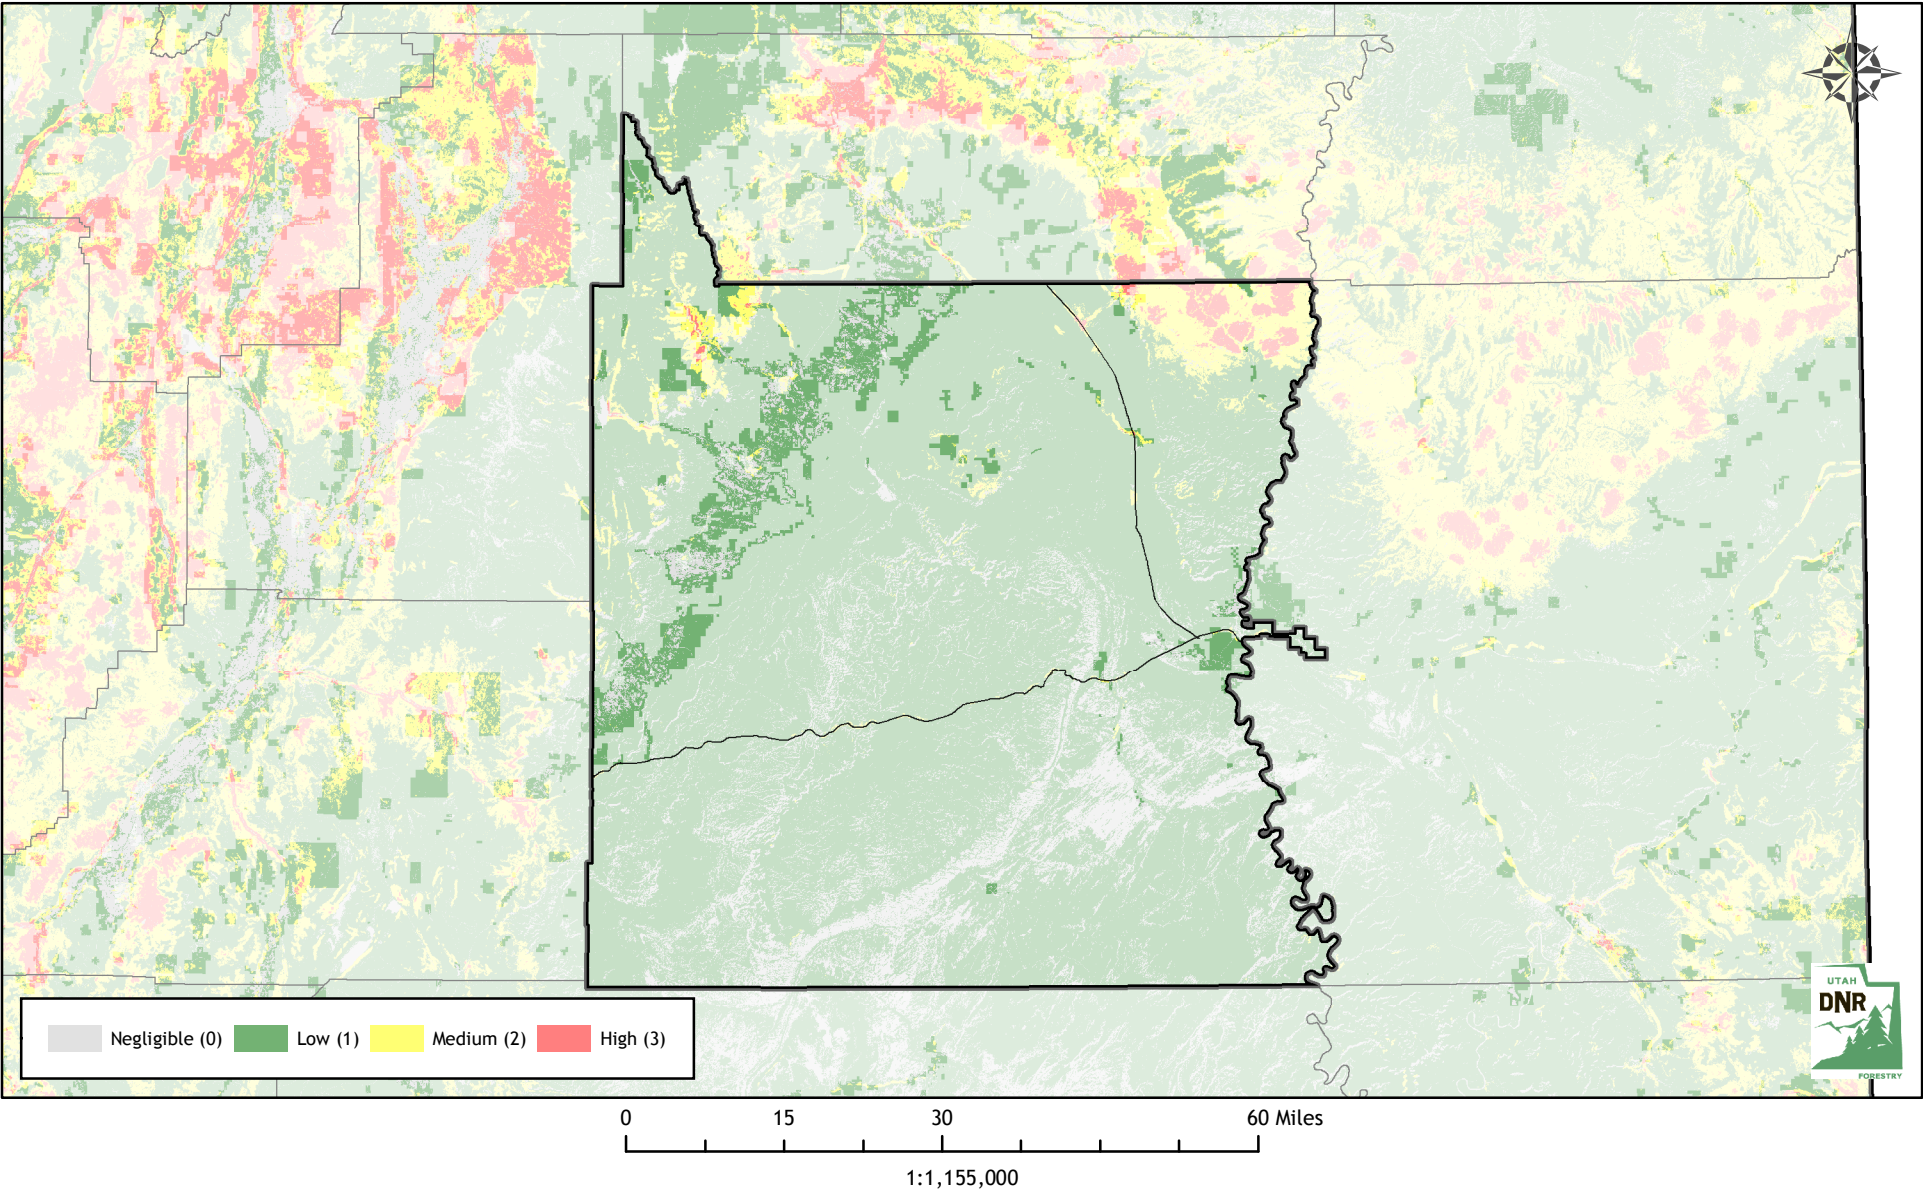 UTAH
DNR
FORESTRY
Negligible (0) Low (1) Medium (2) High (3)
0 15 30 60 Miles
1:1,155,000